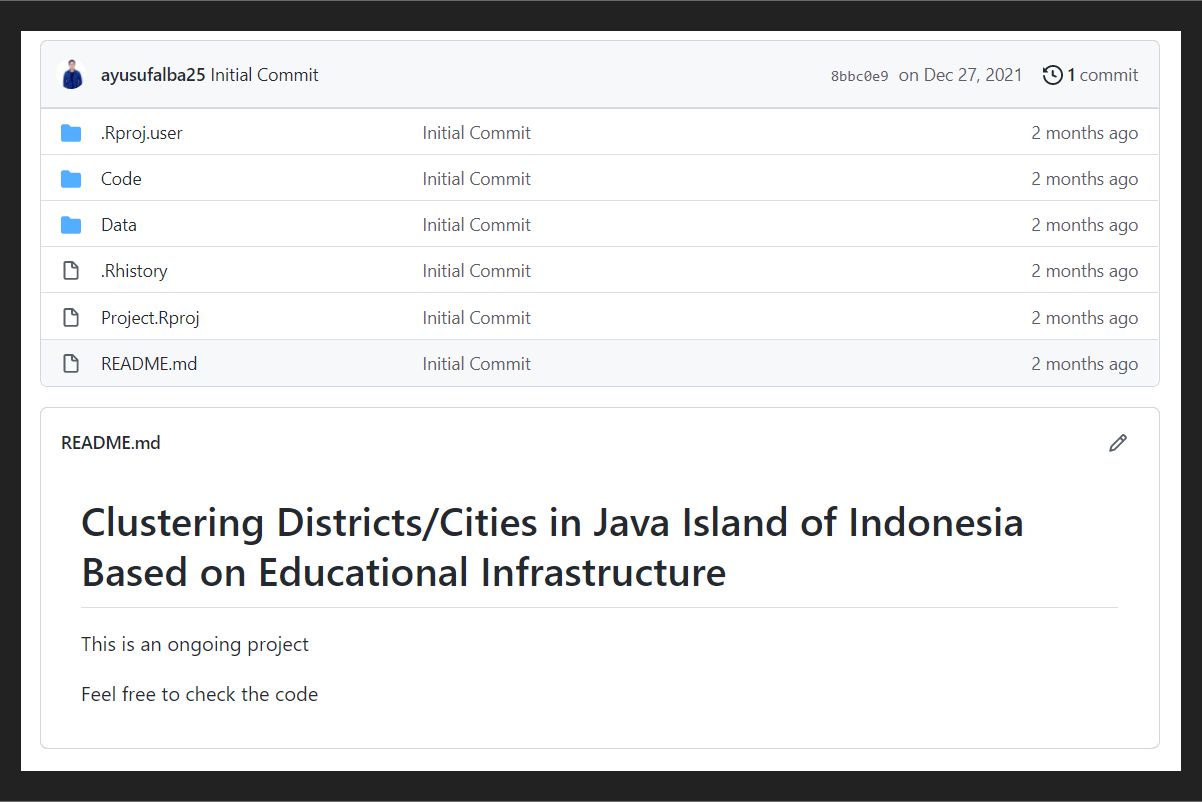 ayusufalba25 Initial Commit 8bbc0e9 on Dec 27, 2021 1 commit
.Rproj.user Initial Commit 2 months ago
Code Initial Commit 2 months ago
Data Initial Commit 2 months ago
.Rhistory Initial Commit 2 months ago
Project.Rproj Initial Commit 2 months ago
README.md Initial Commit 2 months ago
README.md
Clustering Districts/Cities in Java Island of Indonesia
Based on Educational Infrastructure
This is an ongoing project
Feel free to check the code